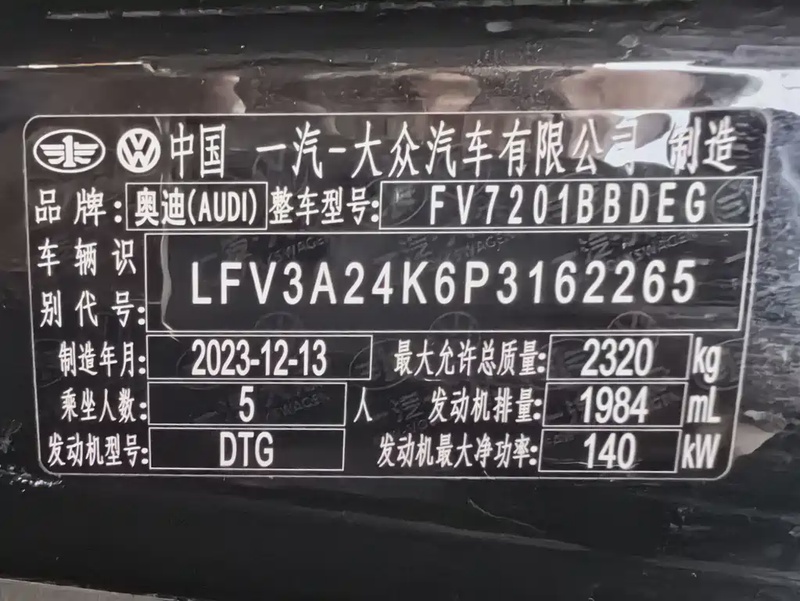 中国 一汽-大众汽车有限公司 制造
品牌: 奥迪(AUDI) 整车型号: FV7201BBDEG
车辆识别代号: LFV3A24K6P3162265
制造年月: 2023-12-13 最大允许总质量: 2320 kg
乘坐人数: 5 人 发动机排量: 1984 mL
发动机型号: DTG 发动机最大净功率: 140 kW